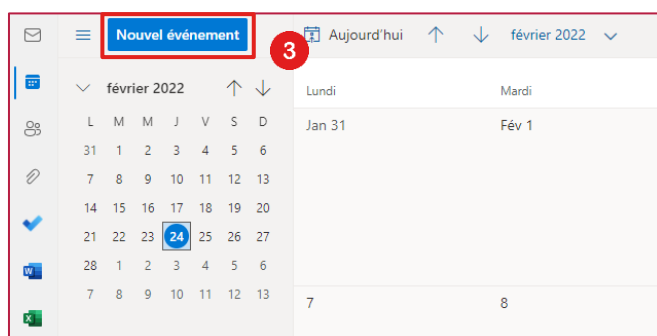 Nouvel événement
3
Aujourd'hui
février 2022
février 2022
L M M J V S D
31 1 2 3 4 5 6
7 8 9 10 11 12 13
14 15 16 17 18 19 20
21 22 23 24 25 26 27
28 1 2 3 4 5 6
7 8 9 10 11 12 13
Lundi Mardi
Jan 31 Fév 1
7 8